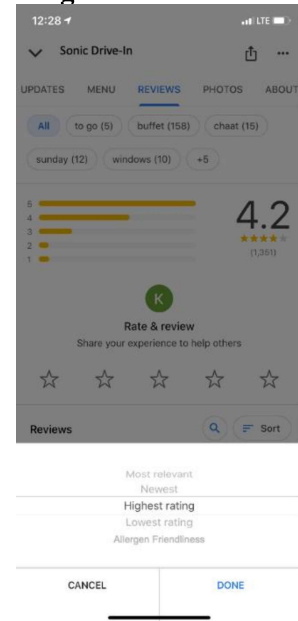 12:28 LTE
Sonic Drive-In
UPDATES MENU REVIEWS PHOTOS ABOUT
All to go (5) buffet (158) chaat (15)
sunday (12) windows (10) +5
5
4
3
2
1
4.2
(1,351)
K
Rate & review
Share your experience to help others
Reviews Sort
Most relevant
Newest
Highest rating
Lowest rating
Allergen Friendliness
CANCEL DONE